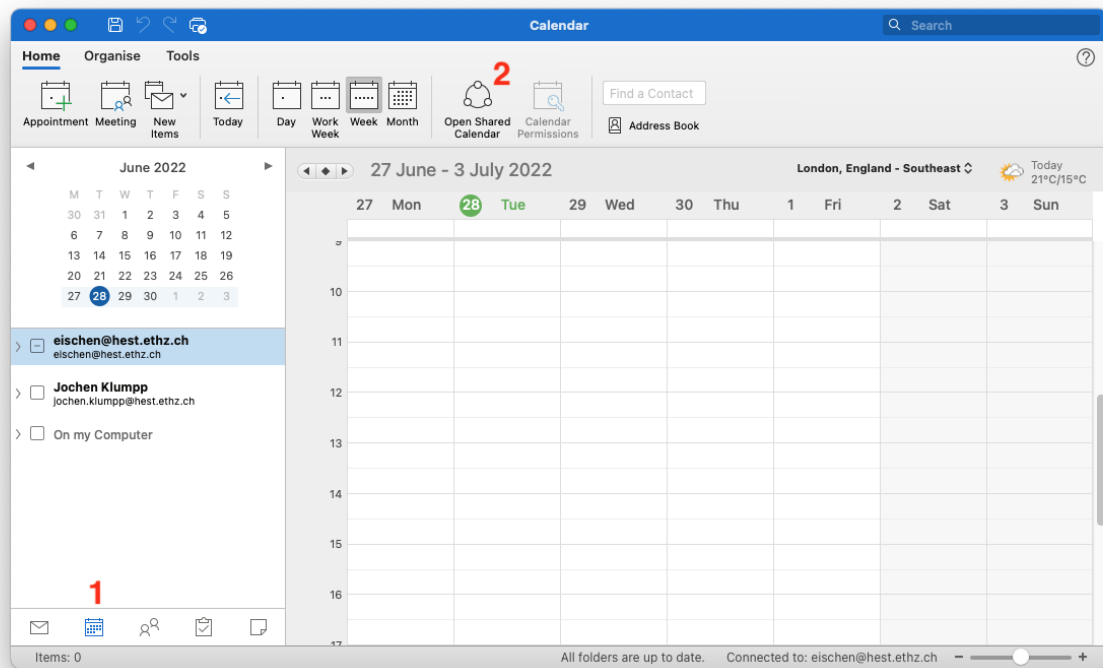 Calendar
Search
Home Organise Tools
2
Appointment Meeting New Items Today Day Work Week Week Month Open Shared Calendar Calendar Permissions
Find a Contact
Address Book
June 2022
M T W T F S S
30 31 1 2 3 4 5
6 7 8 9 10 11 12
13 14 15 16 17 18 19
20 21 22 23 24 25 26
27 28 29 30 1 2 3
eischen@hest.ethz.ch
eischen@hest.ethz.ch
Jochen Klumpp
jochen.klumpp@hest.ethz.ch
On my Computer
1
27 June - 3 July 2022
London, England - Southeast
Today
21°C/15°C
27 Mon 28 Tue 29 Wed 30 Thu 1 Fri 2 Sat 3 Sun
9
10
11
12
13
14
15
16
17
Items: 0
All folders are up to date. Connected to: eischen@hest.ethz.ch